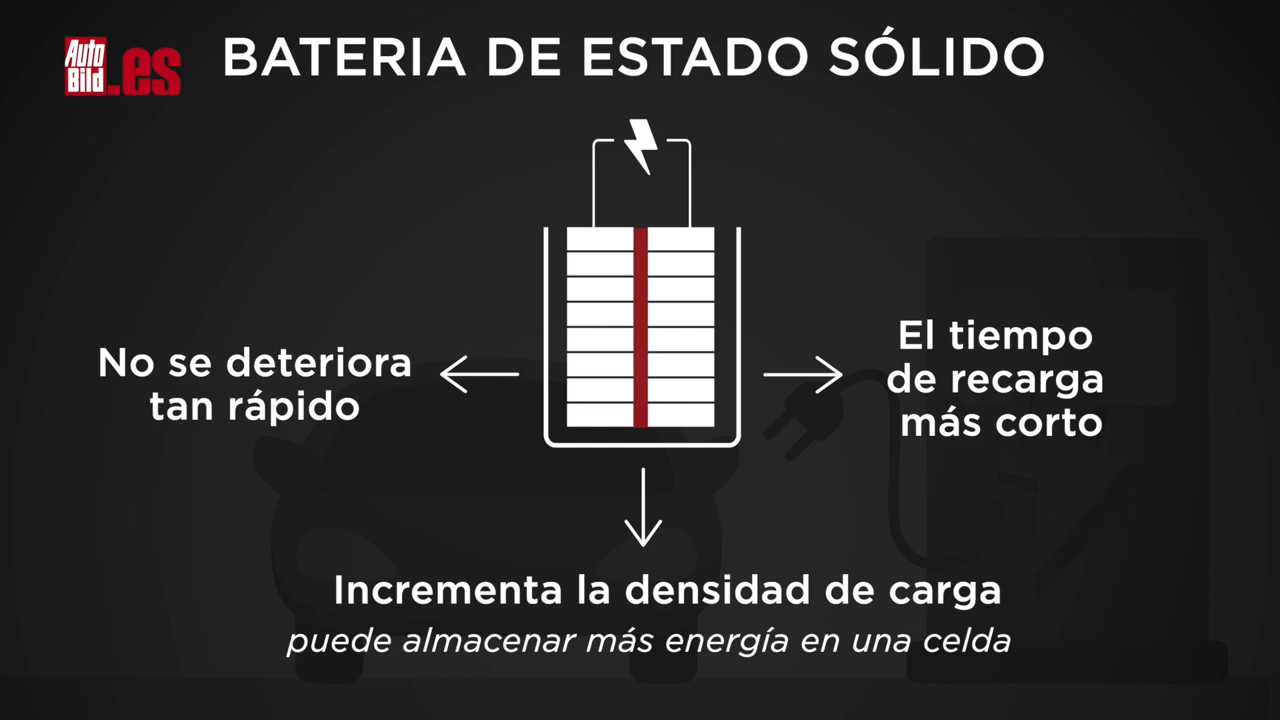 Auto
Bild
.es
BATERIA DE ESTADO SÓLIDO
No se deteriora
tan rápido
El tiempo
de recarga
más corto
Incrementa la densidad de carga
puede almacenar más energía en una celda